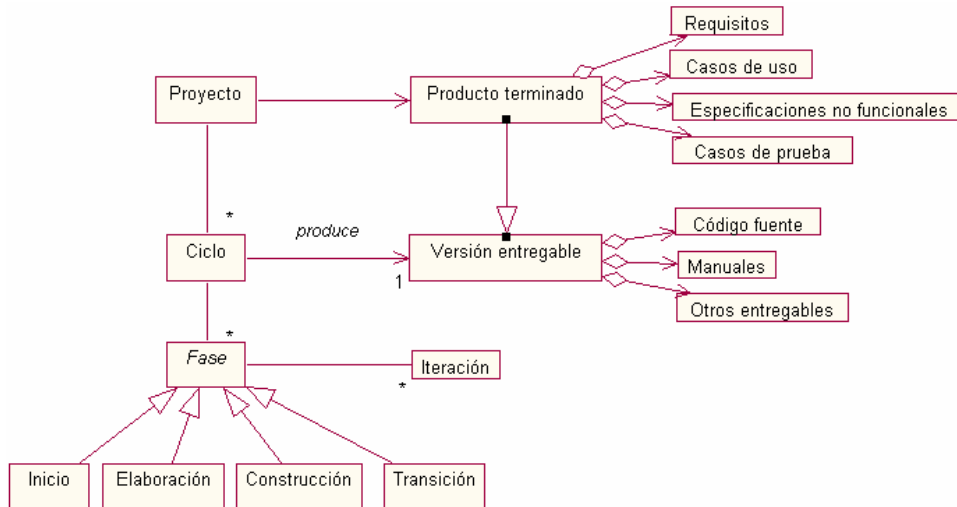 Requisitos
Casos de uso
Proyecto
Producto terminado
Especificaciones no funcionales
Casos de prueba
*
produce
Código fuente
Ciclo
Versión entregable
1
Manuales
Otros entregables
*
Fase
Iteración
*
Inicio
Elaboración
Construcción
Transición